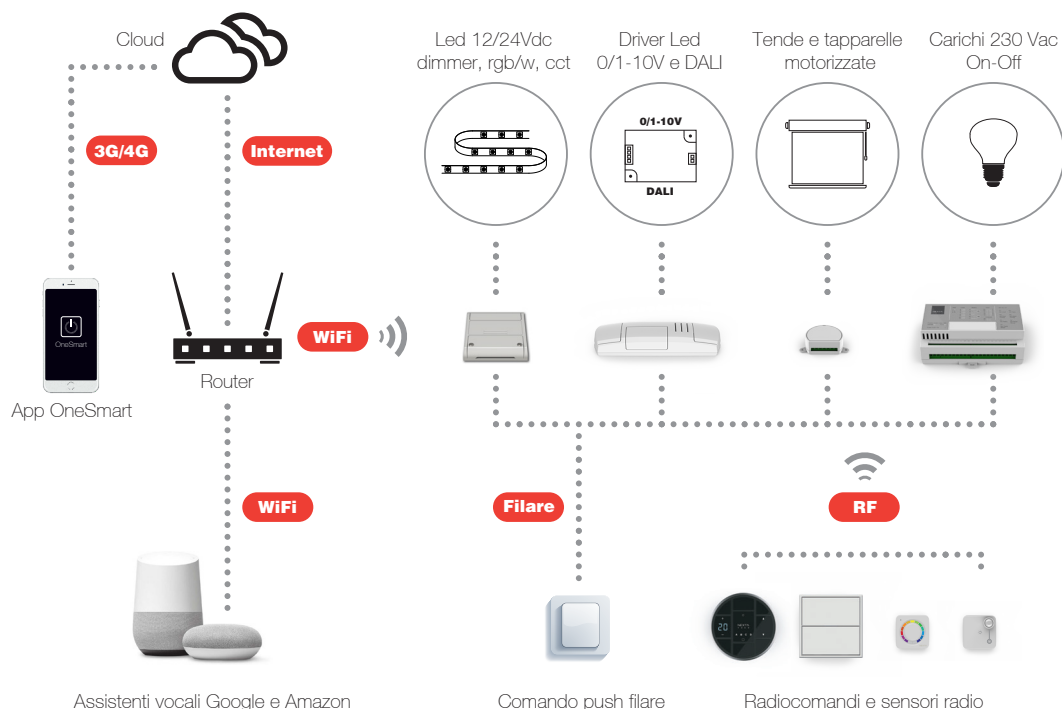 Cloud
Led 12/24Vdc
dimmer, rgb/w, cct
Driver Led
0/1-10V e DALI
Tende e tapparelle
motorizzate
Carichi 230 Vac
On-Off
0/1-10V
DALI
3G/4G
Internet
OneSmart
WiFi
Router
App OneSmart
WiFi
Filare
RF
20
Assistenti vocali Google e Amazon
Comando push filare
Radiocomandi e sensori radio